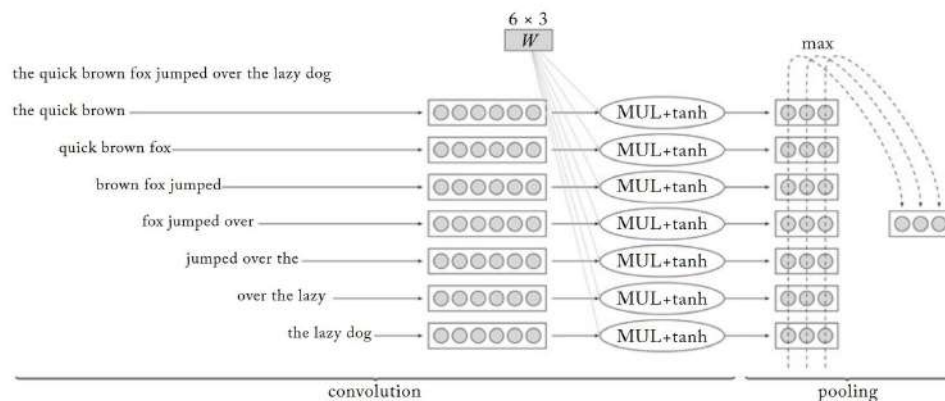 6 × 3
W
max
the quick brown fox jumped over the lazy dog
the quick brown
MUL+tanh
quick brown fox
MUL+tanh
brown fox jumped
MUL+tanh
fox jumped over
MUL+tanh
jumped over the
MUL+tanh
over the lazy
MUL+tanh
the lazy dog
MUL+tanh
convolution
pooling